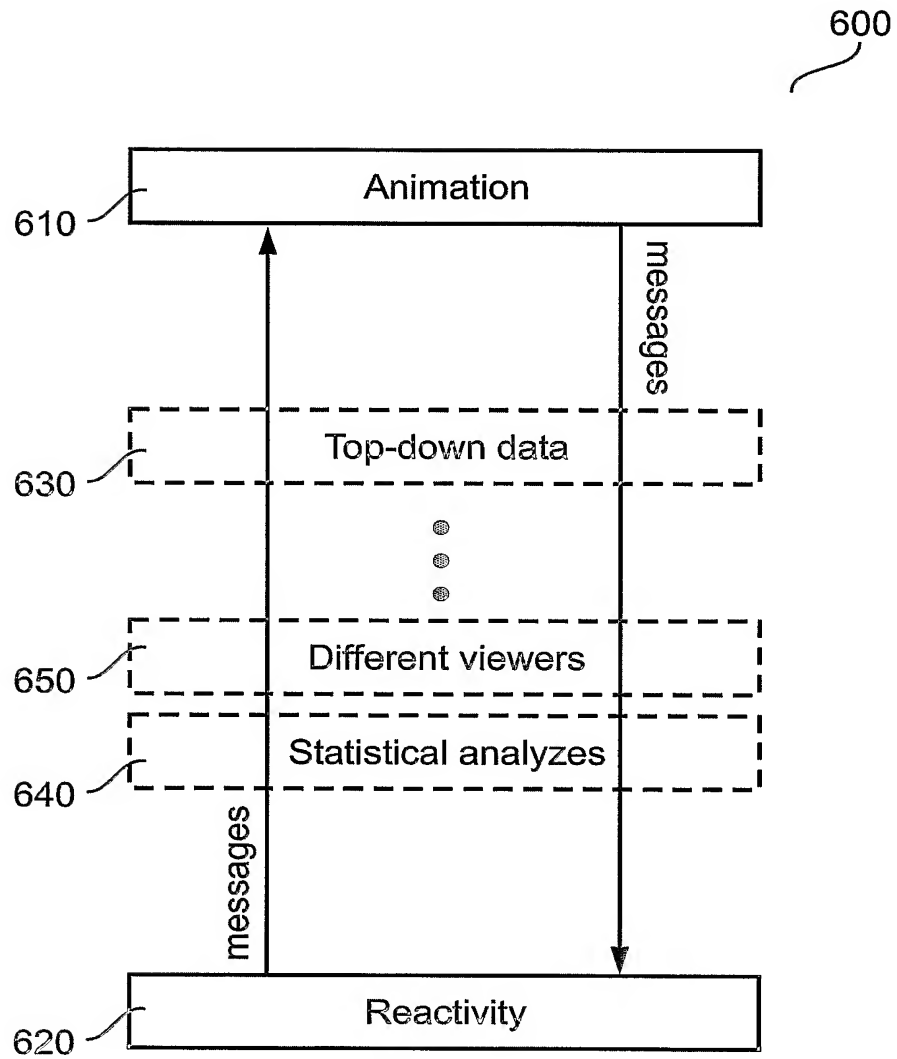 600
Animation
610
messages
Top-down data
630
Different viewers
650
Statistical analyzes
640
messages
Reactivity
620